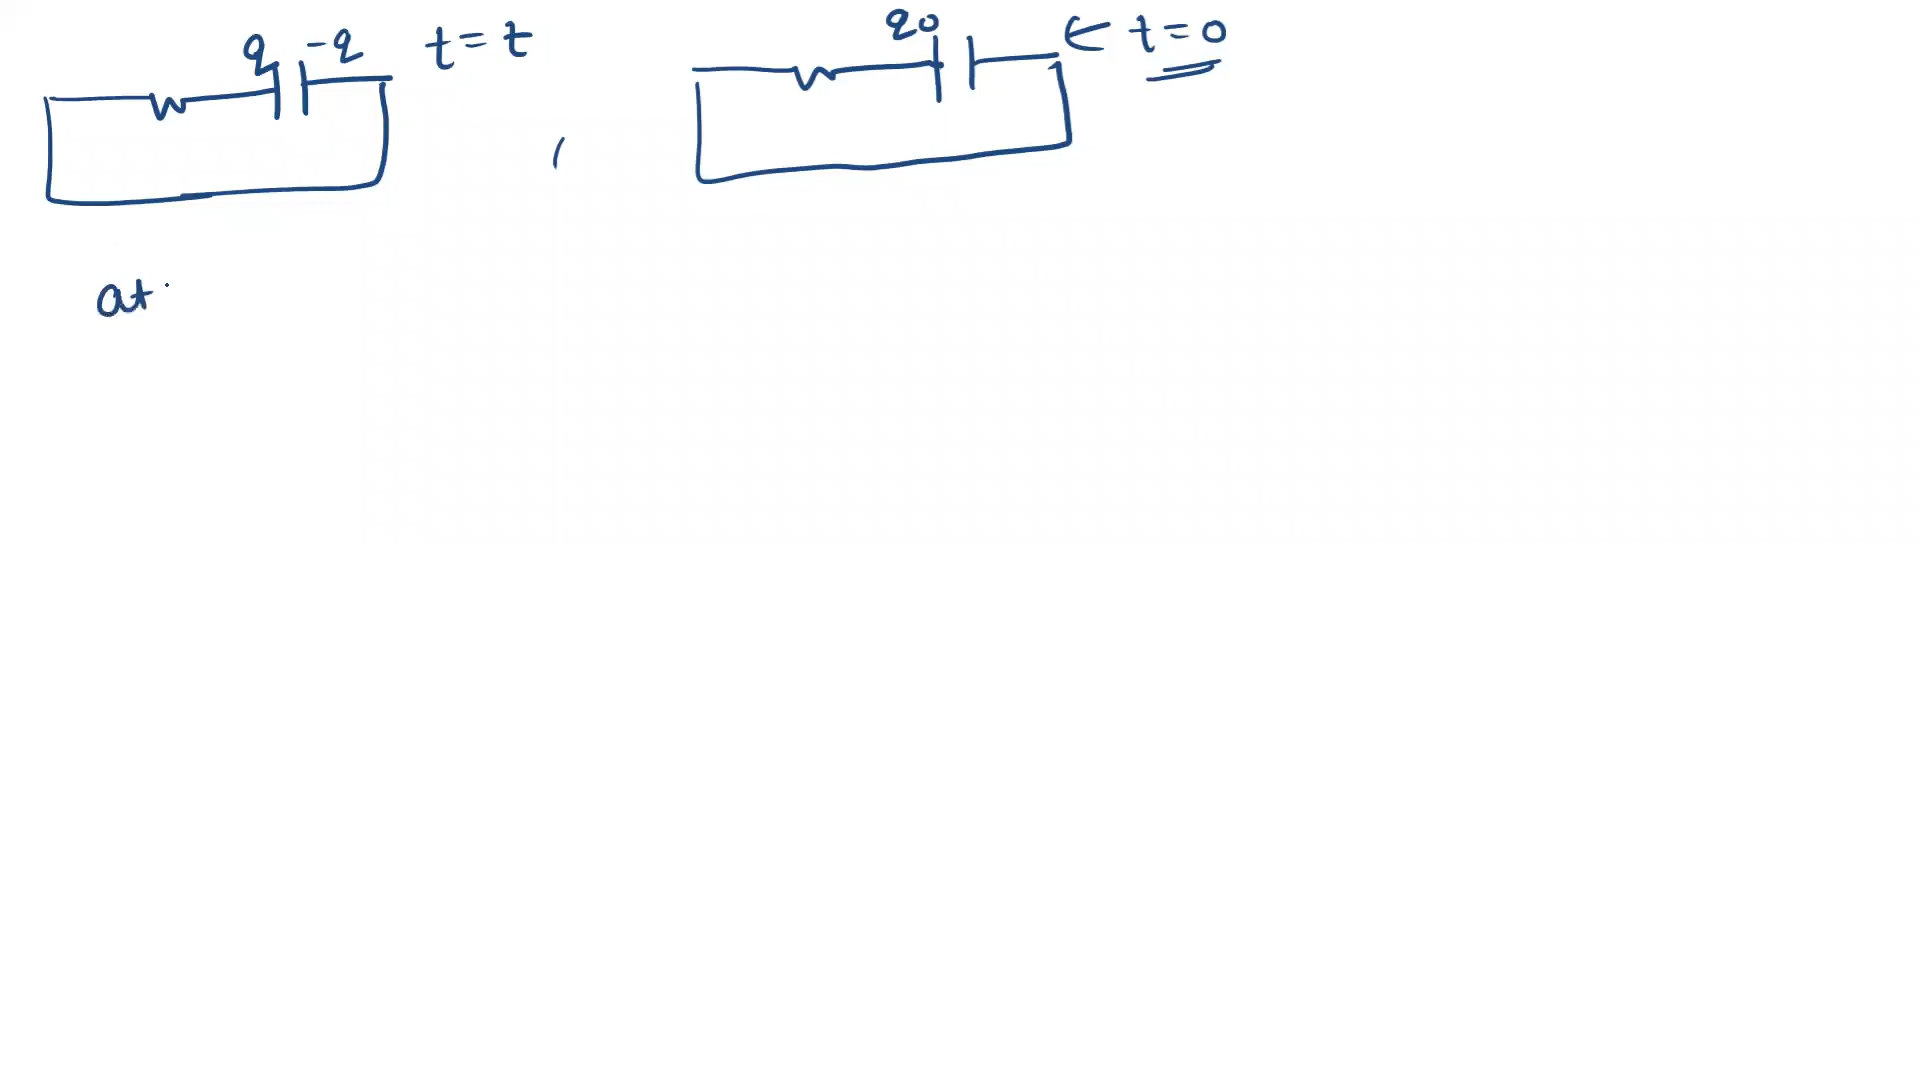 q -q t = t
q0 t = 0
at